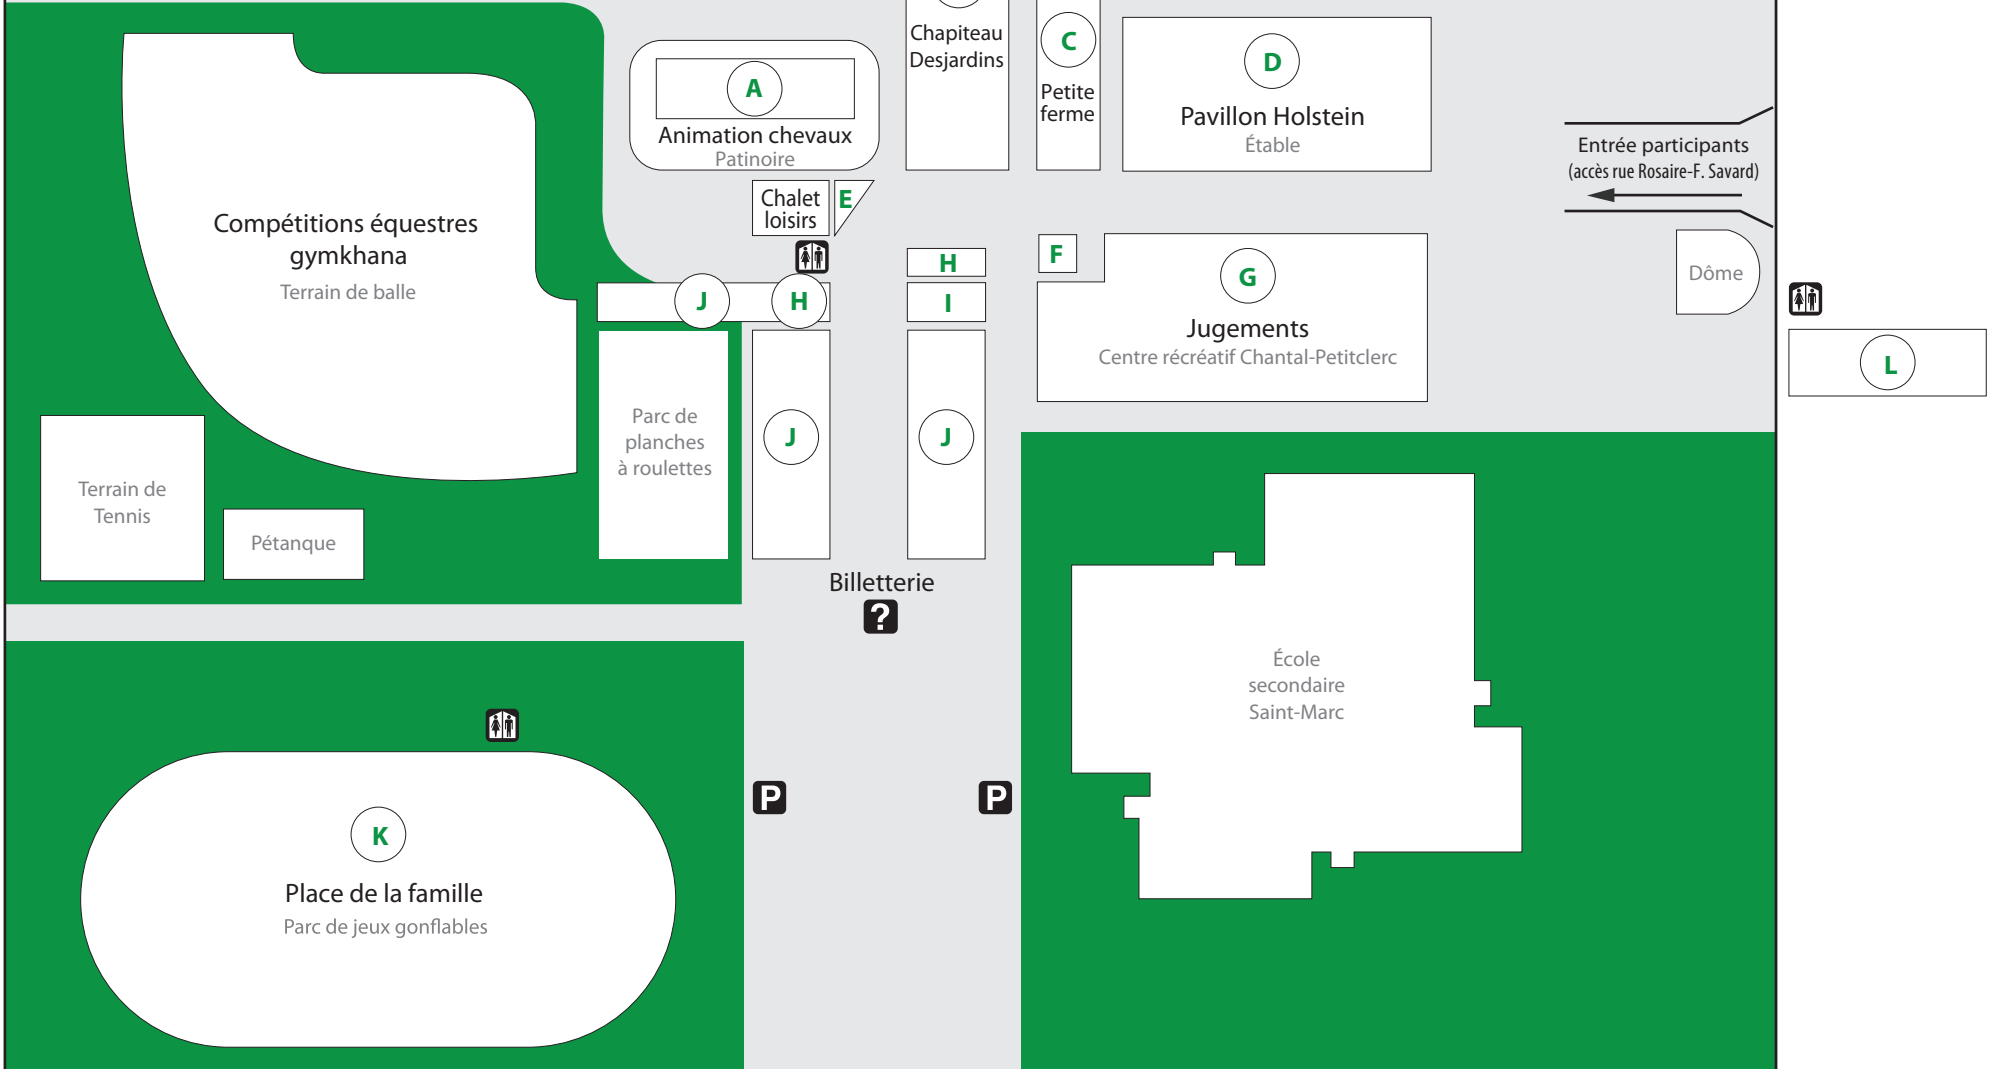 Chapiteau
Desjardins
C
Petite
ferme
D
Pavillon Holstein
Étable
A
Animation chevaux
Patinoire
Entrée participants
(accès rue Rosaire-F. Savard)
Chalet
loisirs
E
Compétitions équestres
gymkhana
Terrain de balle
H
F
G
Jugements
Centre récréatif Chantal-Petitclerc
Dôme
J
H
I
L
Parc de
planches
à roulettes
J
J
Terrain de
Tennis
Pétanque
Billetterie
?
École
secondaire
Saint-Marc
P
P
K
Place de la famille
Parc de jeux gonflables